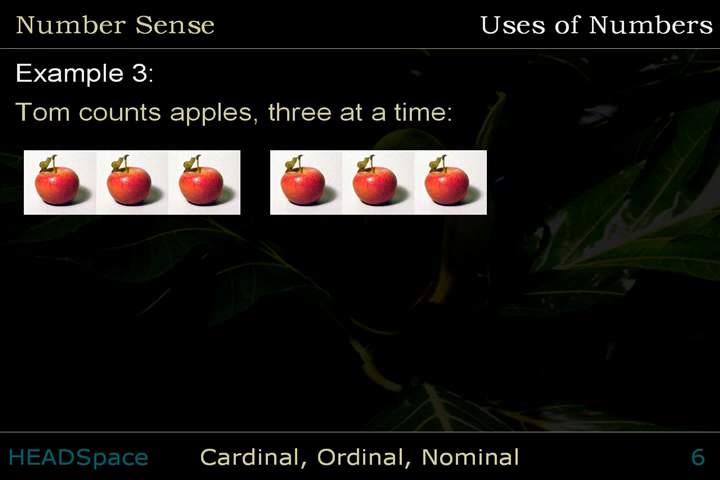 Number Sense
Uses of Numbers
Example 3:
Tom counts apples, three at a time:
HEADSpace
Cardinal, Ordinal, Nominal
6